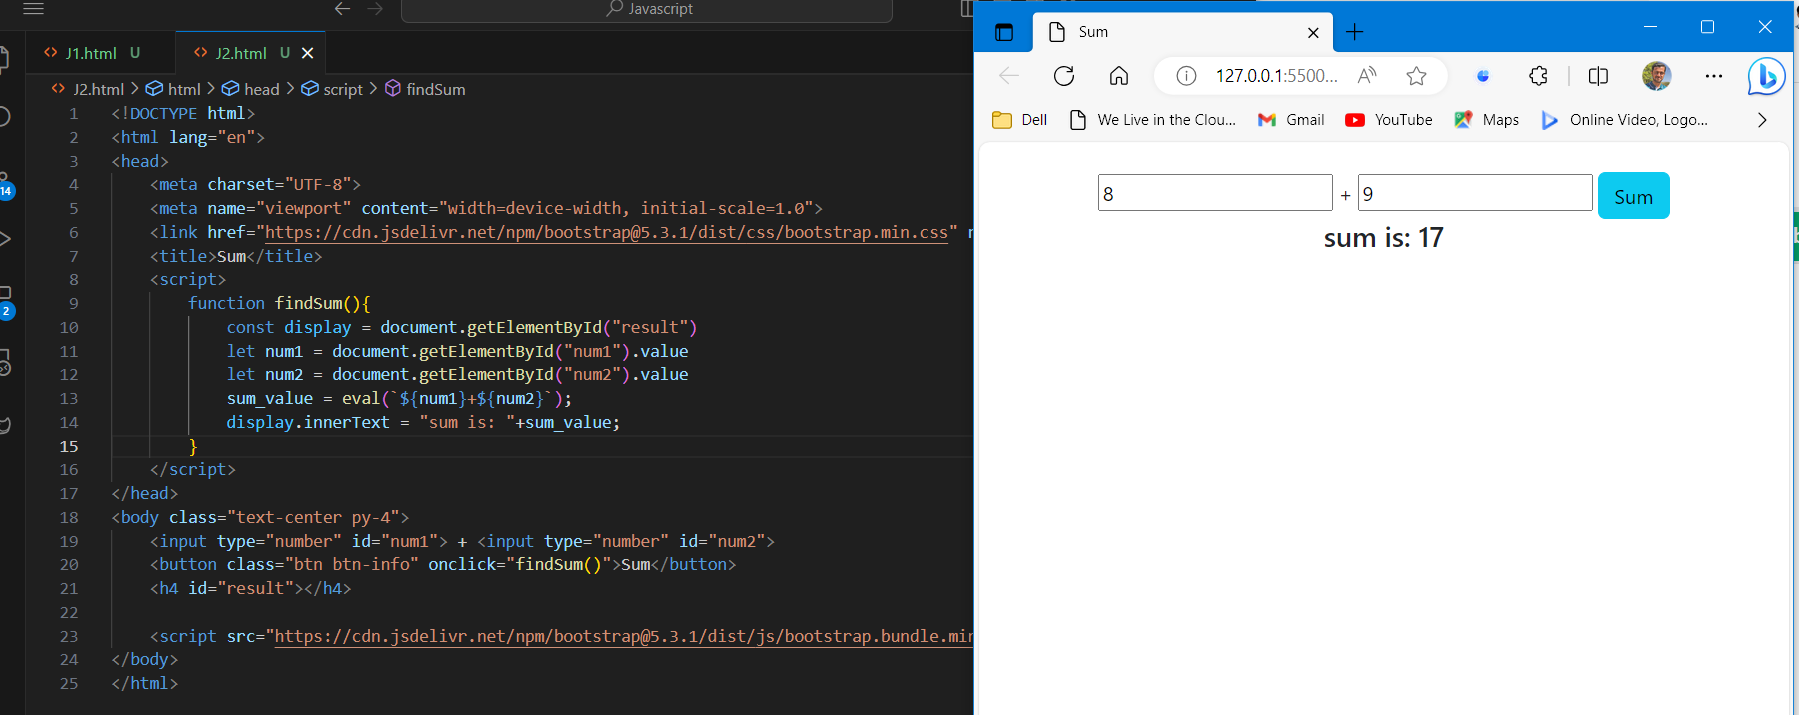 Javascript
J1.html U
J2.html U
J2.html > html > head > script > findSum
1 <!DOCTYPE html>
2 <html lang="en">
3 <head>
4 <meta charset="UTF-8">
5 <meta name="viewport" content="width=device-width, initial-scale=1.0">
6 <link href="https://cdn.jsdelivr.net/npm/bootstrap@5.3.1/dist/css/bootstrap.min.css" r
7 <title>Sum</title>
8 <script>
9 function findSum(){
10 const display = document.getElementById("result")
11 let num1 = document.getElementById("num1").value
12 let num2 = document.getElementById("num2").value
13 sum_value = eval(`${num1}+${num2}`);
14 display.innerText = "sum is: "+sum_value;
15 }
16 </script>
17 </head>
18 <body class="text-center py-4">
19 <input type="number" id="num1"> + <input type="number" id="num2">
20 <button class="btn btn-info" onclick="findSum()">Sum</button>
21 <h4 id="result"></h4>
22
23 <script src="https://cdn.jsdelivr.net/npm/bootstrap@5.3.1/dist/js/bootstrap.bundle.min
24 </body>
25 </html>
14
2
Sum
127.0.0.1:5500...
Dell
We Live in the Clou...
Gmail
YouTube
Maps
Online Video, Logo...
8 + 9 Sum
sum is: 17